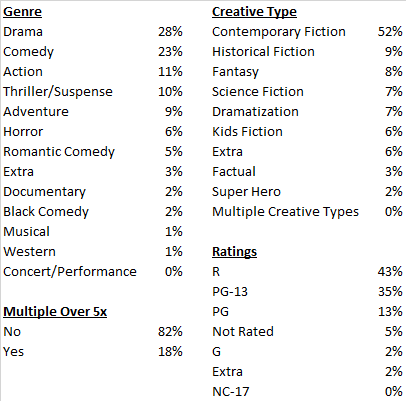 Genre
Drama 28%
Comedy 23%
Action 11%
Thriller/Suspense 10%
Adventure 9%
Horror 6%
Romantic Comedy 5%
Extra 3%
Documentary 2%
Black Comedy 2%
Musical 1%
Western 1%
Concert/Performance 0%
Multiple Over 5x
No 82%
Yes 18%
Creative Type
Contemporary Fiction 52%
Historical Fiction 9%
Fantasy 8%
Science Fiction 7%
Dramatization 7%
Kids Fiction 6%
Extra 6%
Factual 3%
Super Hero 2%
Multiple Creative Types 0%
Ratings
R 43%
PG-13 35%
PG 13%
Not Rated 5%
G 2%
Extra 2%
NC-17 0%